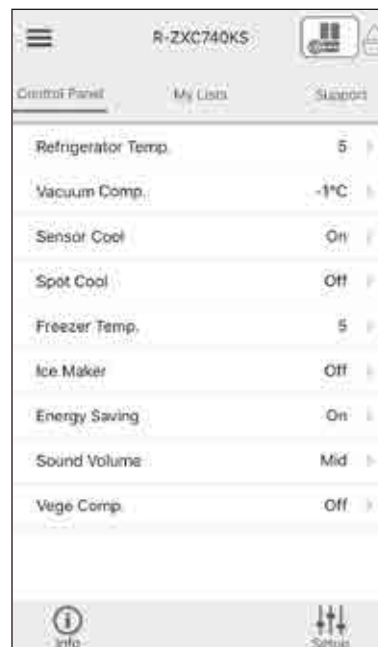 R-ZXC740KS
Control Panel My Lists Support
Refrigerator Temp. 5
Vacuum Comp. -1°C
Sensor Cool On
Spot Cool Off
Freezer Temp. 5
Ice Maker Off
Energy Saving On
Sound Volume Mid
Vege Comp. Off
Info Setup